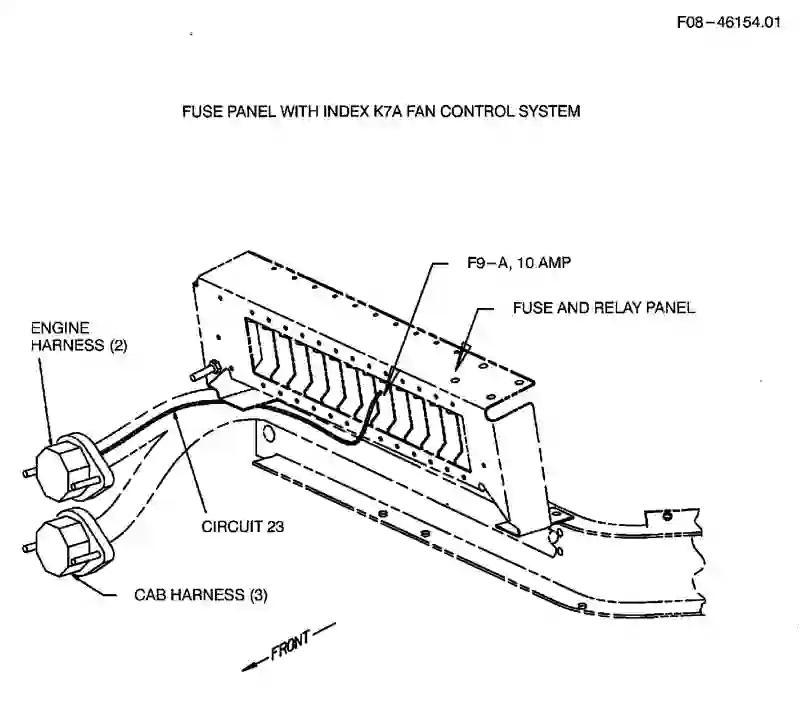 F08-46154.01
FUSE PANEL WITH INDEX K7A FAN CONTROL SYSTEM
F9-A, 10 AMP
FUSE AND RELAY PANEL
ENGINE
HARNESS (2)
CIRCUIT 23
CAB HARNESS (3)
FRONT